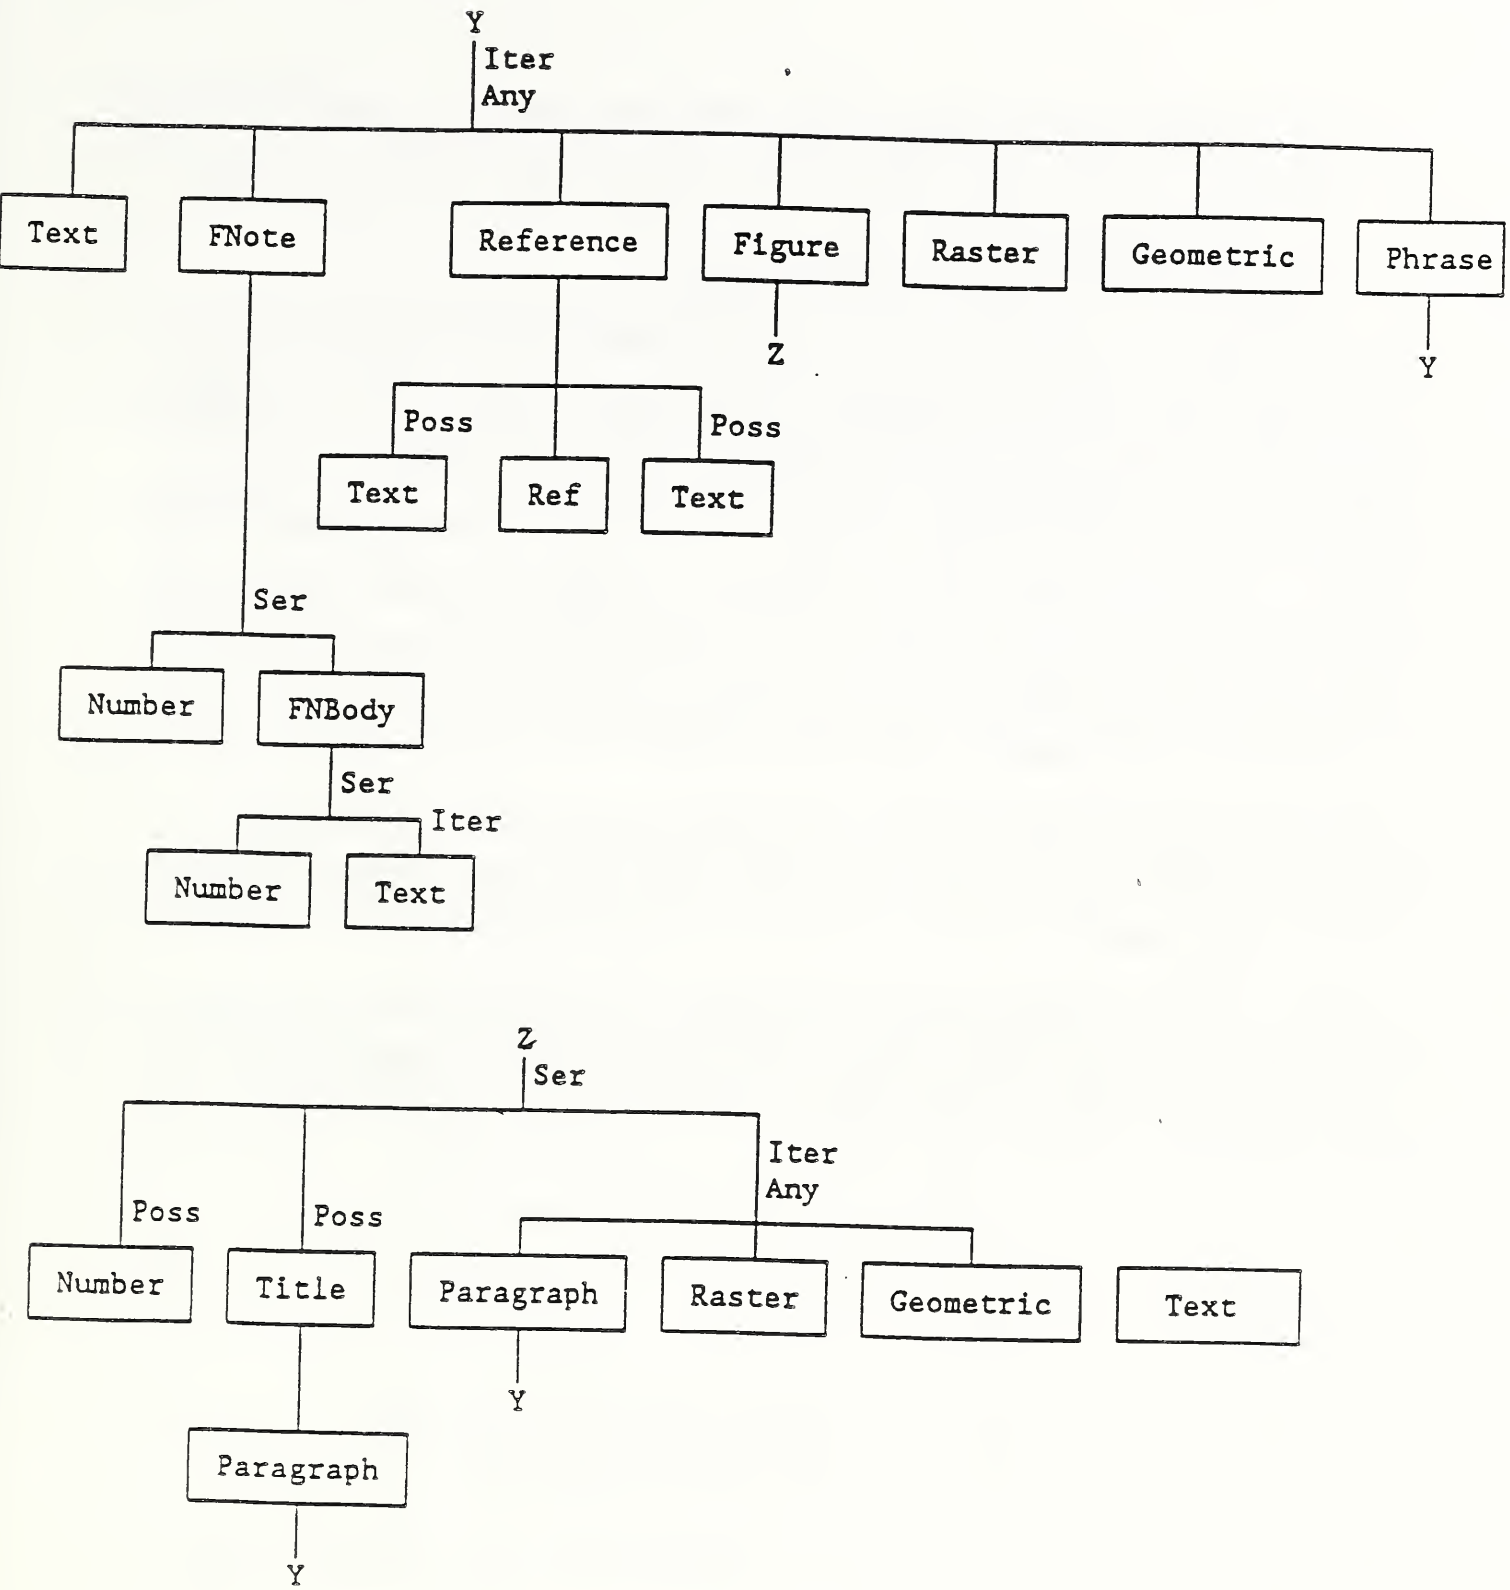 Y
Iter
Any
Text
FNote
Reference
Figure
Raster
Geometric
Phrase
Z
Y
Poss
Poss
Text
Ref
Text
Ser
Number
FNBody
Ser
Iter
Number
Text
Z
Ser
Iter
Any
Poss
Poss
Number
Title
Paragraph
Raster
Geometric
Text
Y
Paragraph
Y